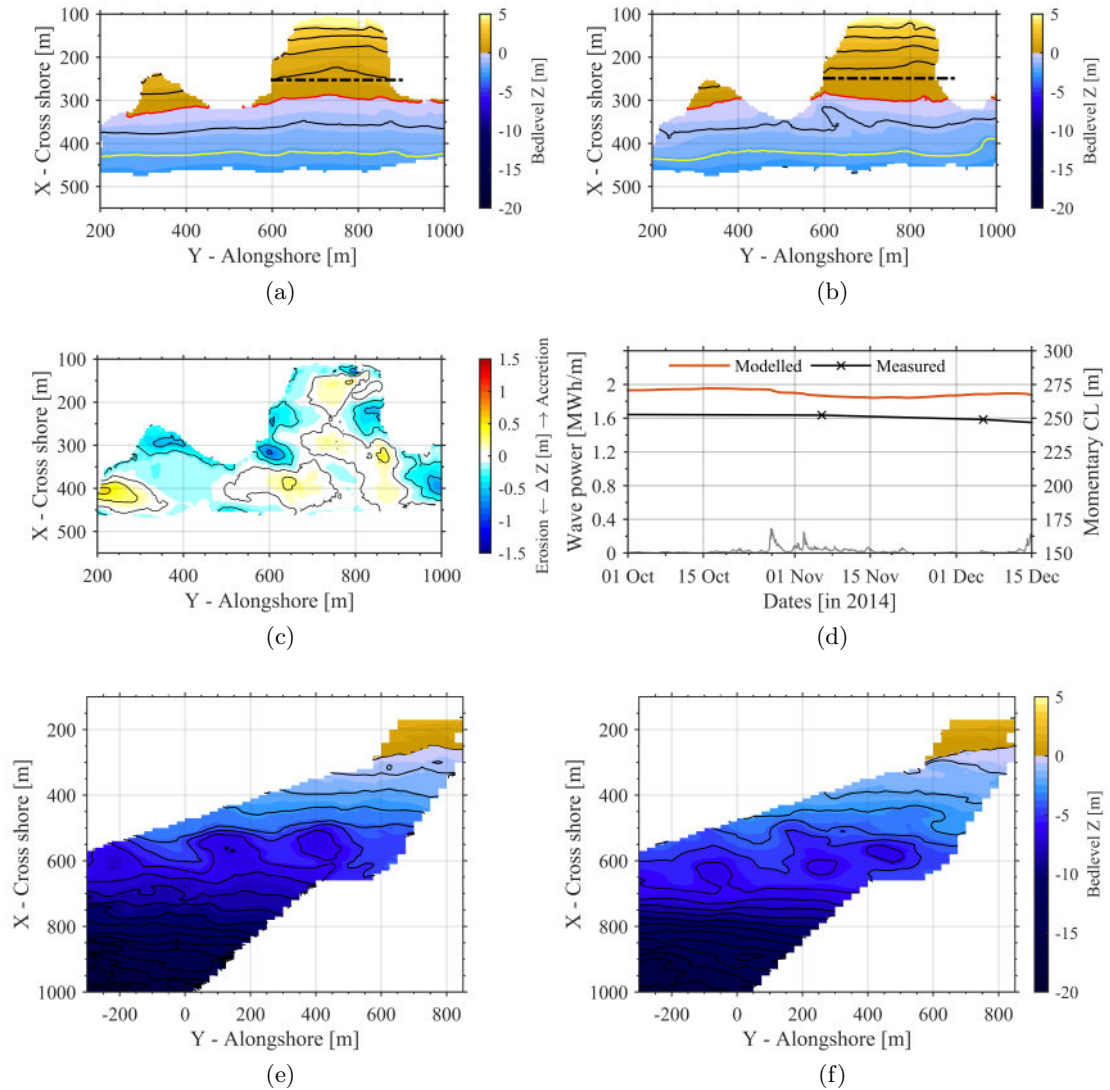 100
200
300
400
500
200
400
600
800
1000
X - Cross shore [m]
Y - Alongshore [m]
5
0
-5
-10
-15
-20
Bedlevel Z [m]
(a)
100
200
300
400
500
200
400
600
800
1000
X - Cross shore [m]
Y - Alongshore [m]
5
0
-5
-10
-15
-20
Bedlevel Z [m]
(b)
100
200
300
400
500
200
400
600
800
1000
X - Cross shore [m]
Y - Alongshore [m]
1.5
1
0.5
0
-0.5
-1
-1.5
Erosion ← Δ Z [m] → Accretion
(c)
Modelled
Measured
2
1.6
1.2
0.8
0.4
0
Wave power [MWh/m]
300
275
250
225
200
175
150
Momentary CL [m]
01 Oct
15 Oct
01 Nov
15 Nov
01 Dec
15 Dec
Dates [in 2014]
(d)
200
400
600
800
1000
-200
0
200
400
600
800
X - Cross shore [m]
Y - Alongshore [m]
(e)
200
400
600
800
1000
-200
0
200
400
600
800
X - Cross shore [m]
Y - Alongshore [m]
5
0
-5
-10
-15
-20
Bedlevel Z [m]
(f)